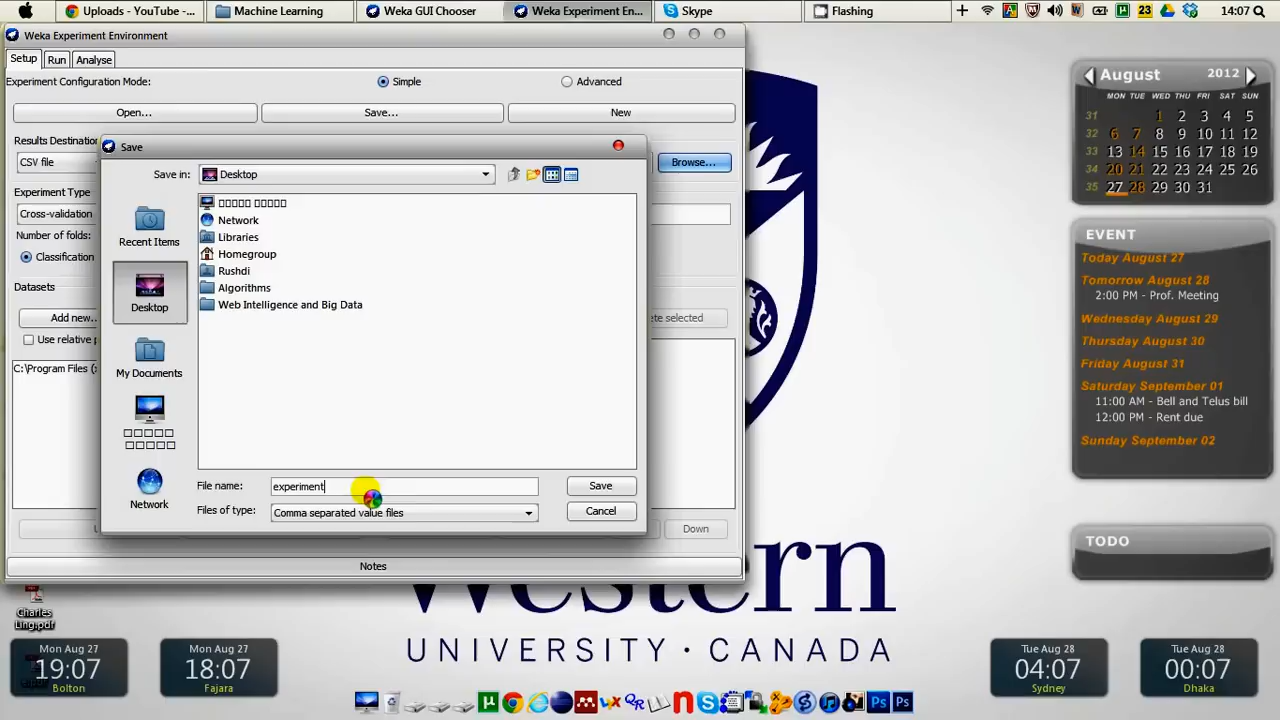 Uploads - YouTube -...
Machine Learning
Weka GUI Chooser
Weka Experiment En...
Skype
Flashing
14:07
Weka Experiment Environment
Setup
Run
Analyse
Experiment Configuration Mode:
Simple
Advanced
Open...
Save...
New
Results Destination
CSV file
Browse...
Experiment Type
Cross-validation
Number of folds:
Classification
Datasets
Add new...
ete selected
Use relative p
C:\Program Files (
Down
Notes
Save
Save in:
Desktop
Network
Libraries
Homegroup
Rushdi
Algorithms
Web Intelligence and Big Data
Recent Items
Desktop
My Documents
Network
File name:
experiment
Save
Files of type:
Comma separated value files
Cancel
August
2012
MON TUE WED THU FRI SAT SUN
31 1 2 3 4 5
32 6 7 8 9 10 11 12
33 13 14 15 16 17 18 19
34 20 21 22 23 24 25 26
35 27 28 29 30 31
EVENT
Today August 27
Tomorrow August 28
2:00 PM - Prof. Meeting
Wednesday August 29
Thursday August 30
Friday August 31
Saturday September 01
11:00 AM - Bell and Telus bill
12:00 PM - Rent due
Sunday September 02
TODO
Western
UNIVERSITY · CANADA
Charles
Ling.pdf
Mon Aug 27
19:07
Bolton
Mon Aug 27
18:07
Fajara
Tue Aug 28
04:07
Sydney
Tue Aug 28
00:07
Dhaka